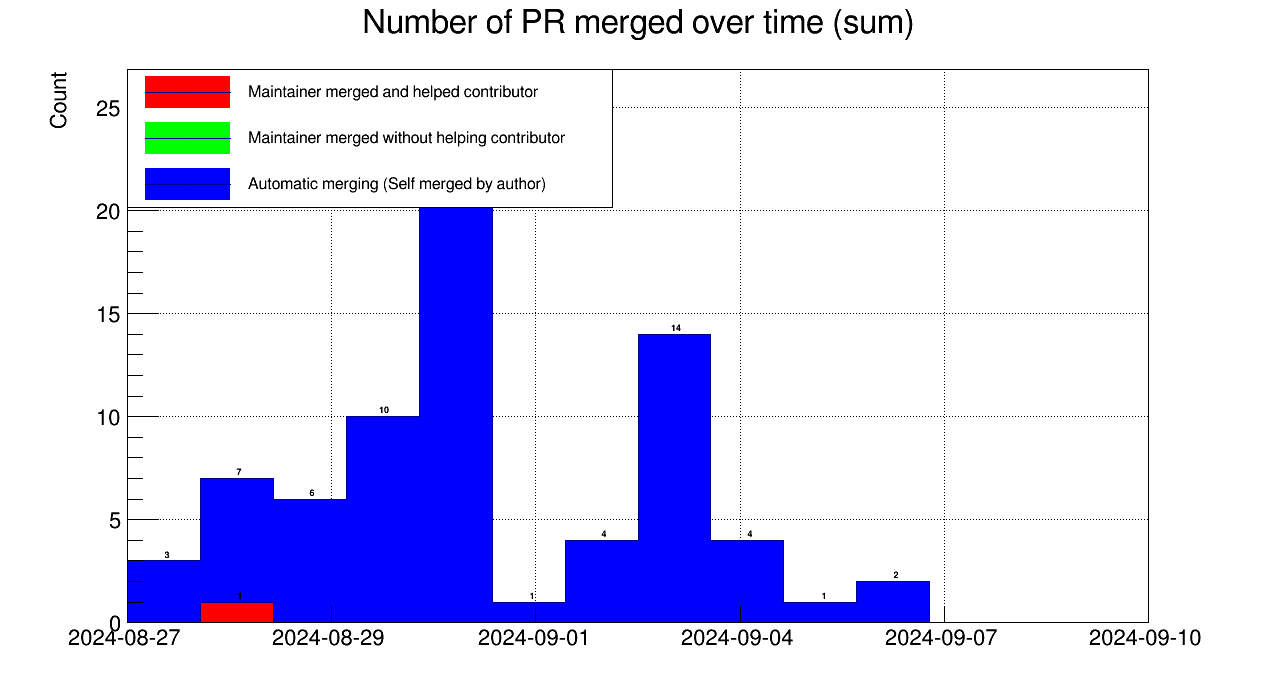 Number of PR merged over time (sum)
Count
Maintainer merged and helped contributor
Maintainer merged without helping contributor
Automatic merging (Self merged by author)
25
20
15
10
5
0
3
7
1
6
10
1
4
14
4
1
2
2024-08-27 2024-08-29 2024-09-01 2024-09-04 2024-09-07 2024-09-10